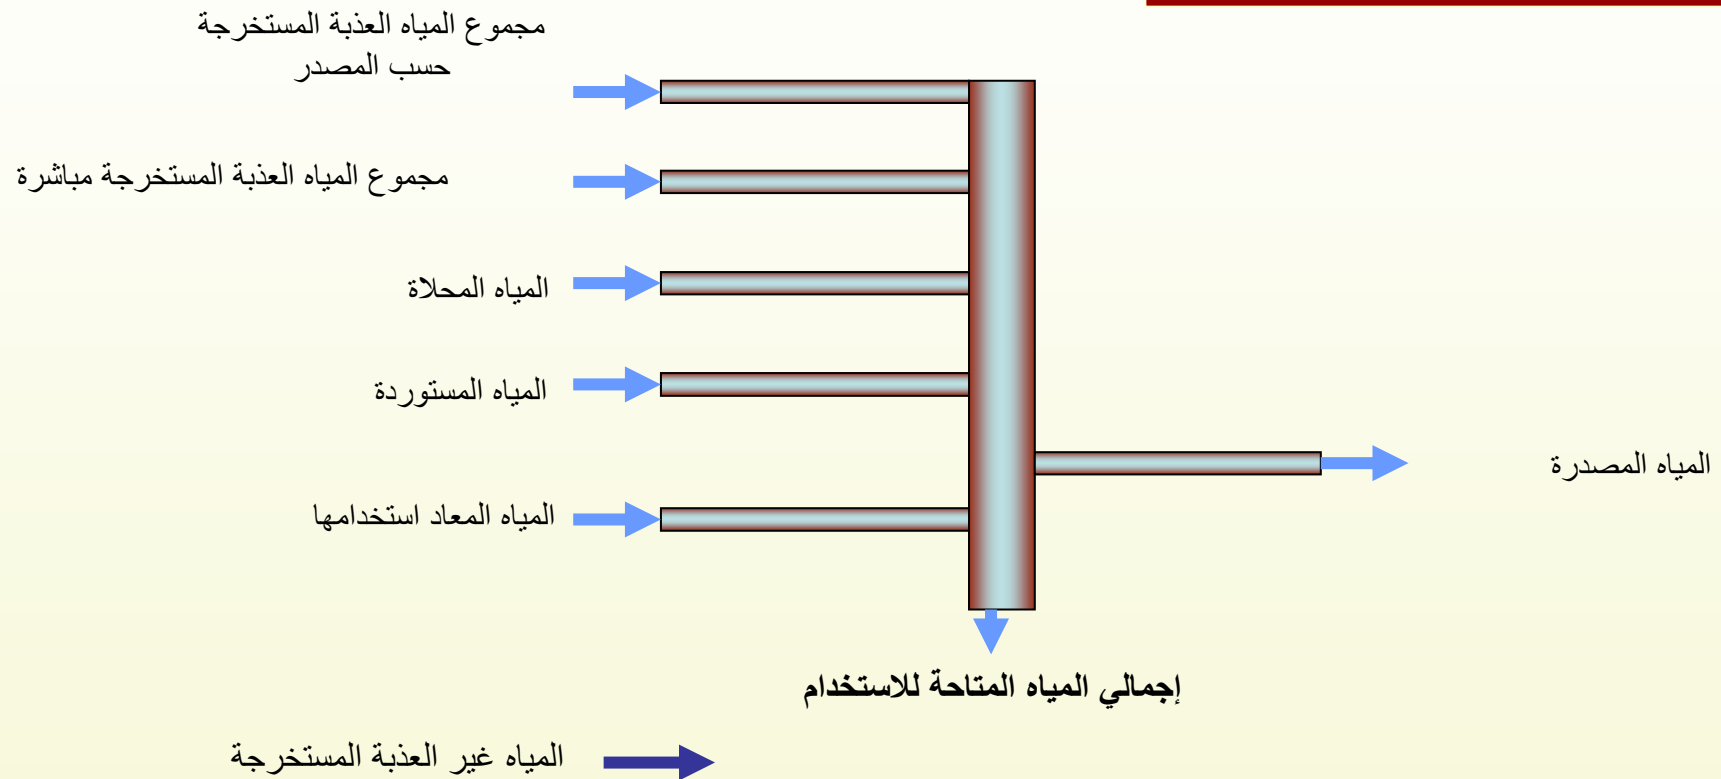 مجموع المياه العذبة المستخرجة
حسب المصدر
مجموع المياه العذبة المستخرجة مباشرة
المياه المحلاة
المياه المستوردة
المياه المصدرة
المياه المعاد استخدامها
إجمالي المياه المتاحة للاستخدام
المياه غير العذبة المستخرجة